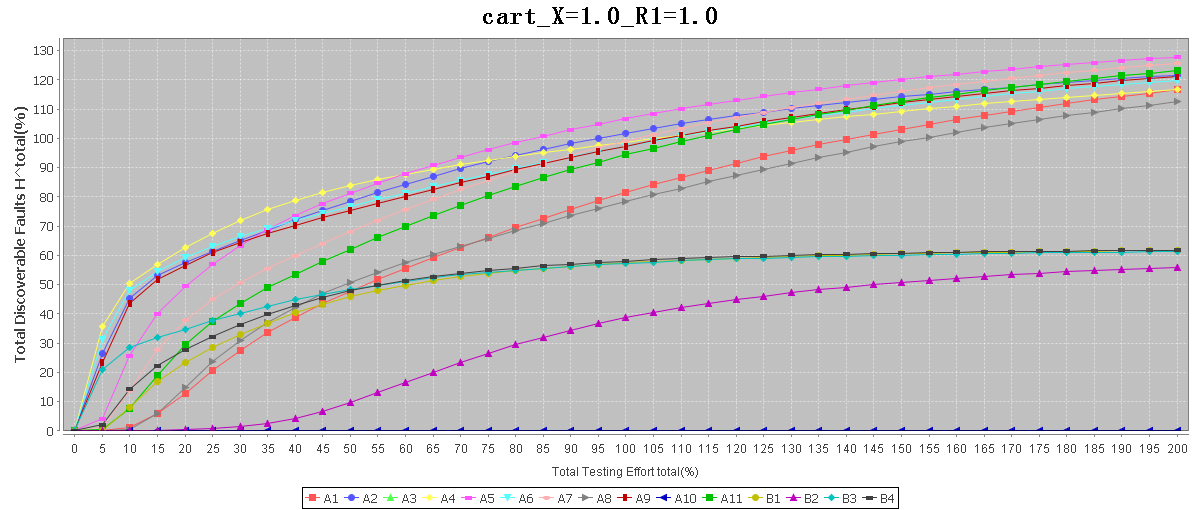 cart_X=1.0_R1=1.0
Total Discoverable Faults H^total(%)
130
120
110
100
90
80
70
60
50
40
30
20
10
0
0 5 10 15 20 25 30 35 40 45 50 55 60 65 70 75 80 85 90 95 100 105 110 115 120 125 130 135 140 145 150 155 160 165 170 175 180 185 190 195 200
Total Testing Effort total(%)
A1 A2 A3 A4 A5 A6 A7 A8 A9 A10 A11 B1 B2 B3 B4